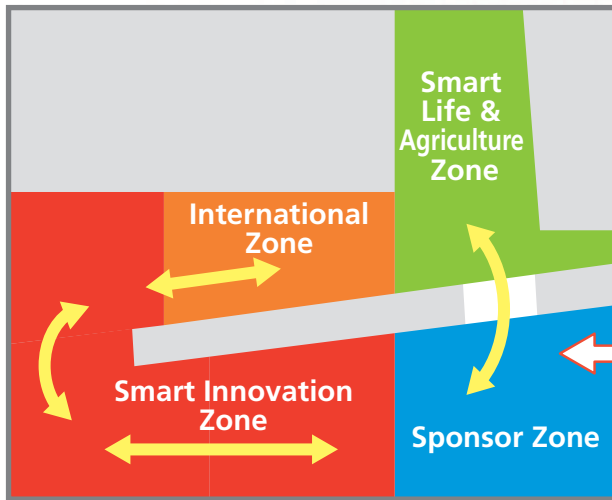 Smart
Life &
Agriculture
Zone
International
Zone
Smart Innovation
Zone
Sponsor Zone